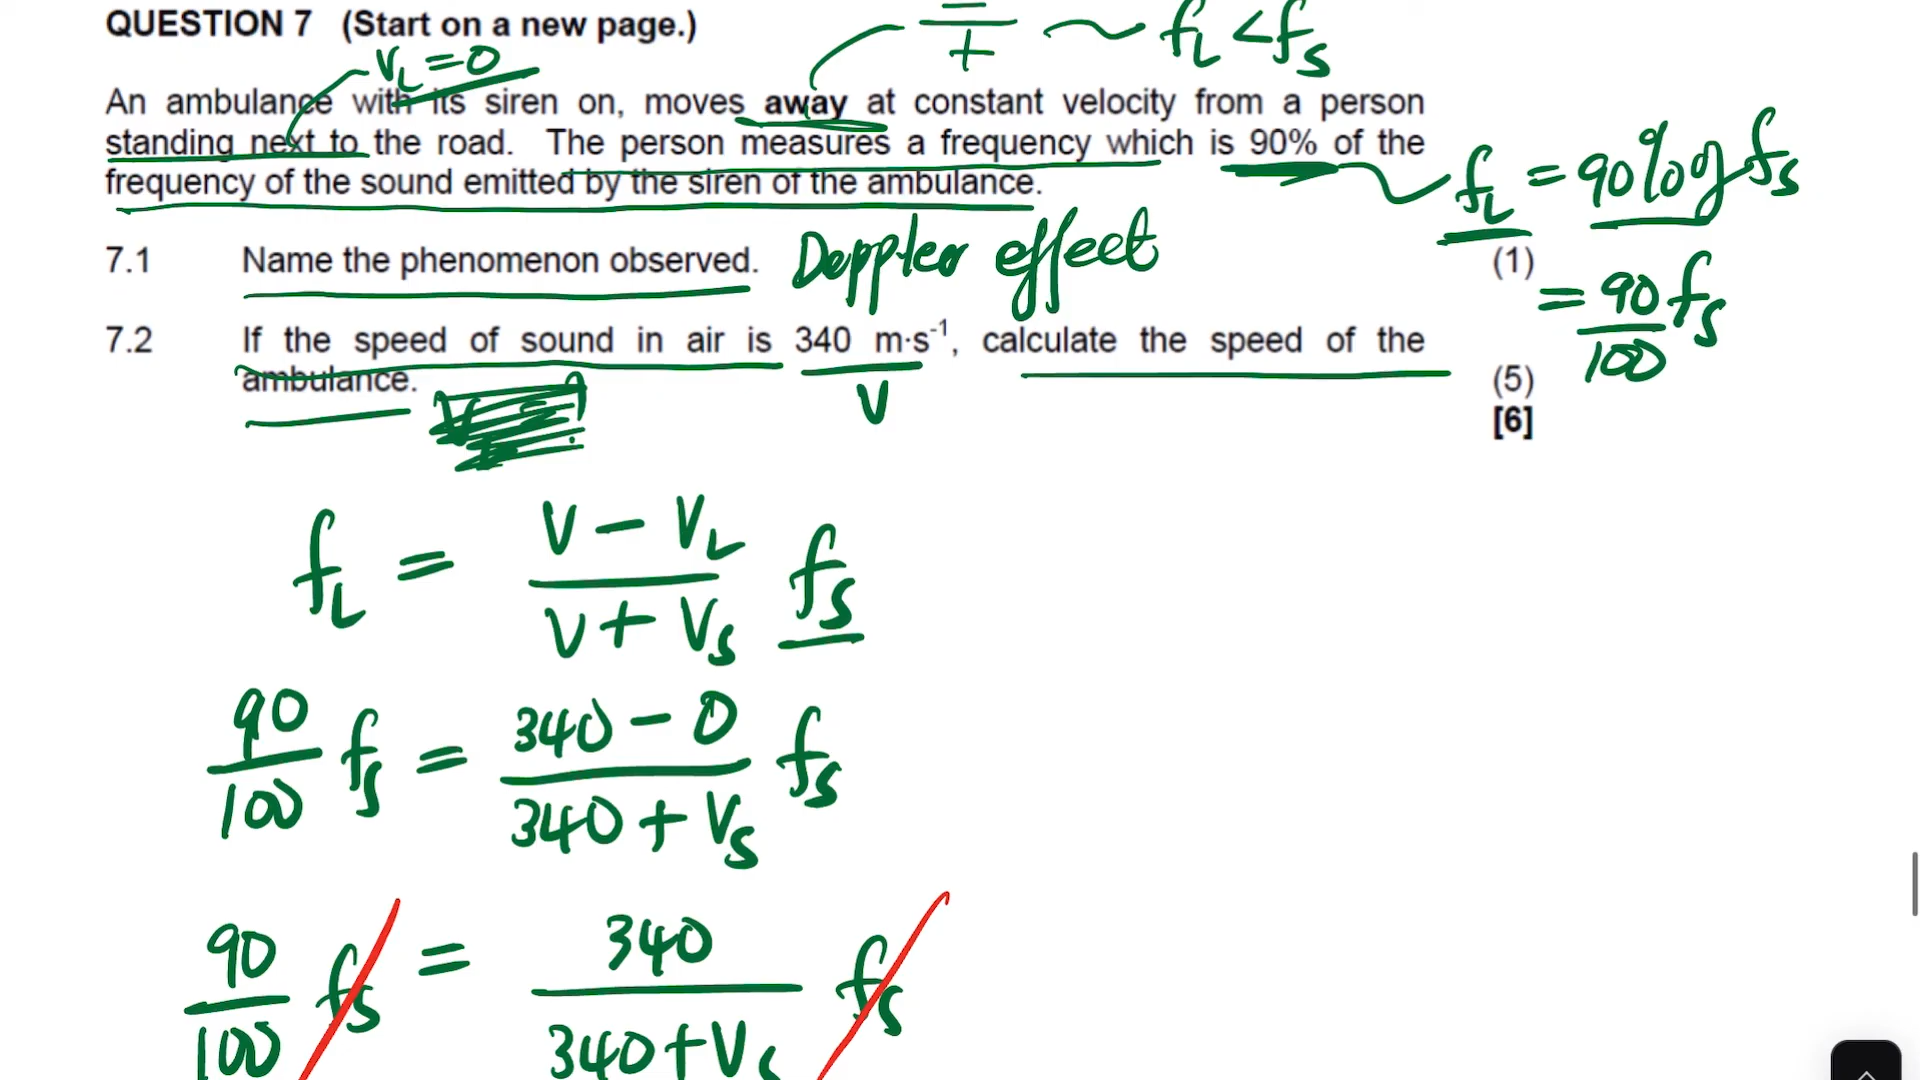 QUESTION 7 (Start on a new page.)
– / + ~ fL < fS
vL = 0
An ambulance with its siren on, moves away at constant velocity from a person
standing next to the road. The person measures a frequency which is 90% of the
frequency of the sound emitted by the siren of the ambulance.
fL = 90% of fS
= 90/100 fS
7.1 Name the phenomenon observed. Doppler effect (1)
7.2 If the speed of sound in air is 340 m·s⁻¹, calculate the speed of the
ambulance. (5)
V
[6]
fL = (V – VL)/(V + VS) fS
90/100 fS = (340 – 0)/(340 + VS) fS
90/100 fS = 340/(340 + VS) fS